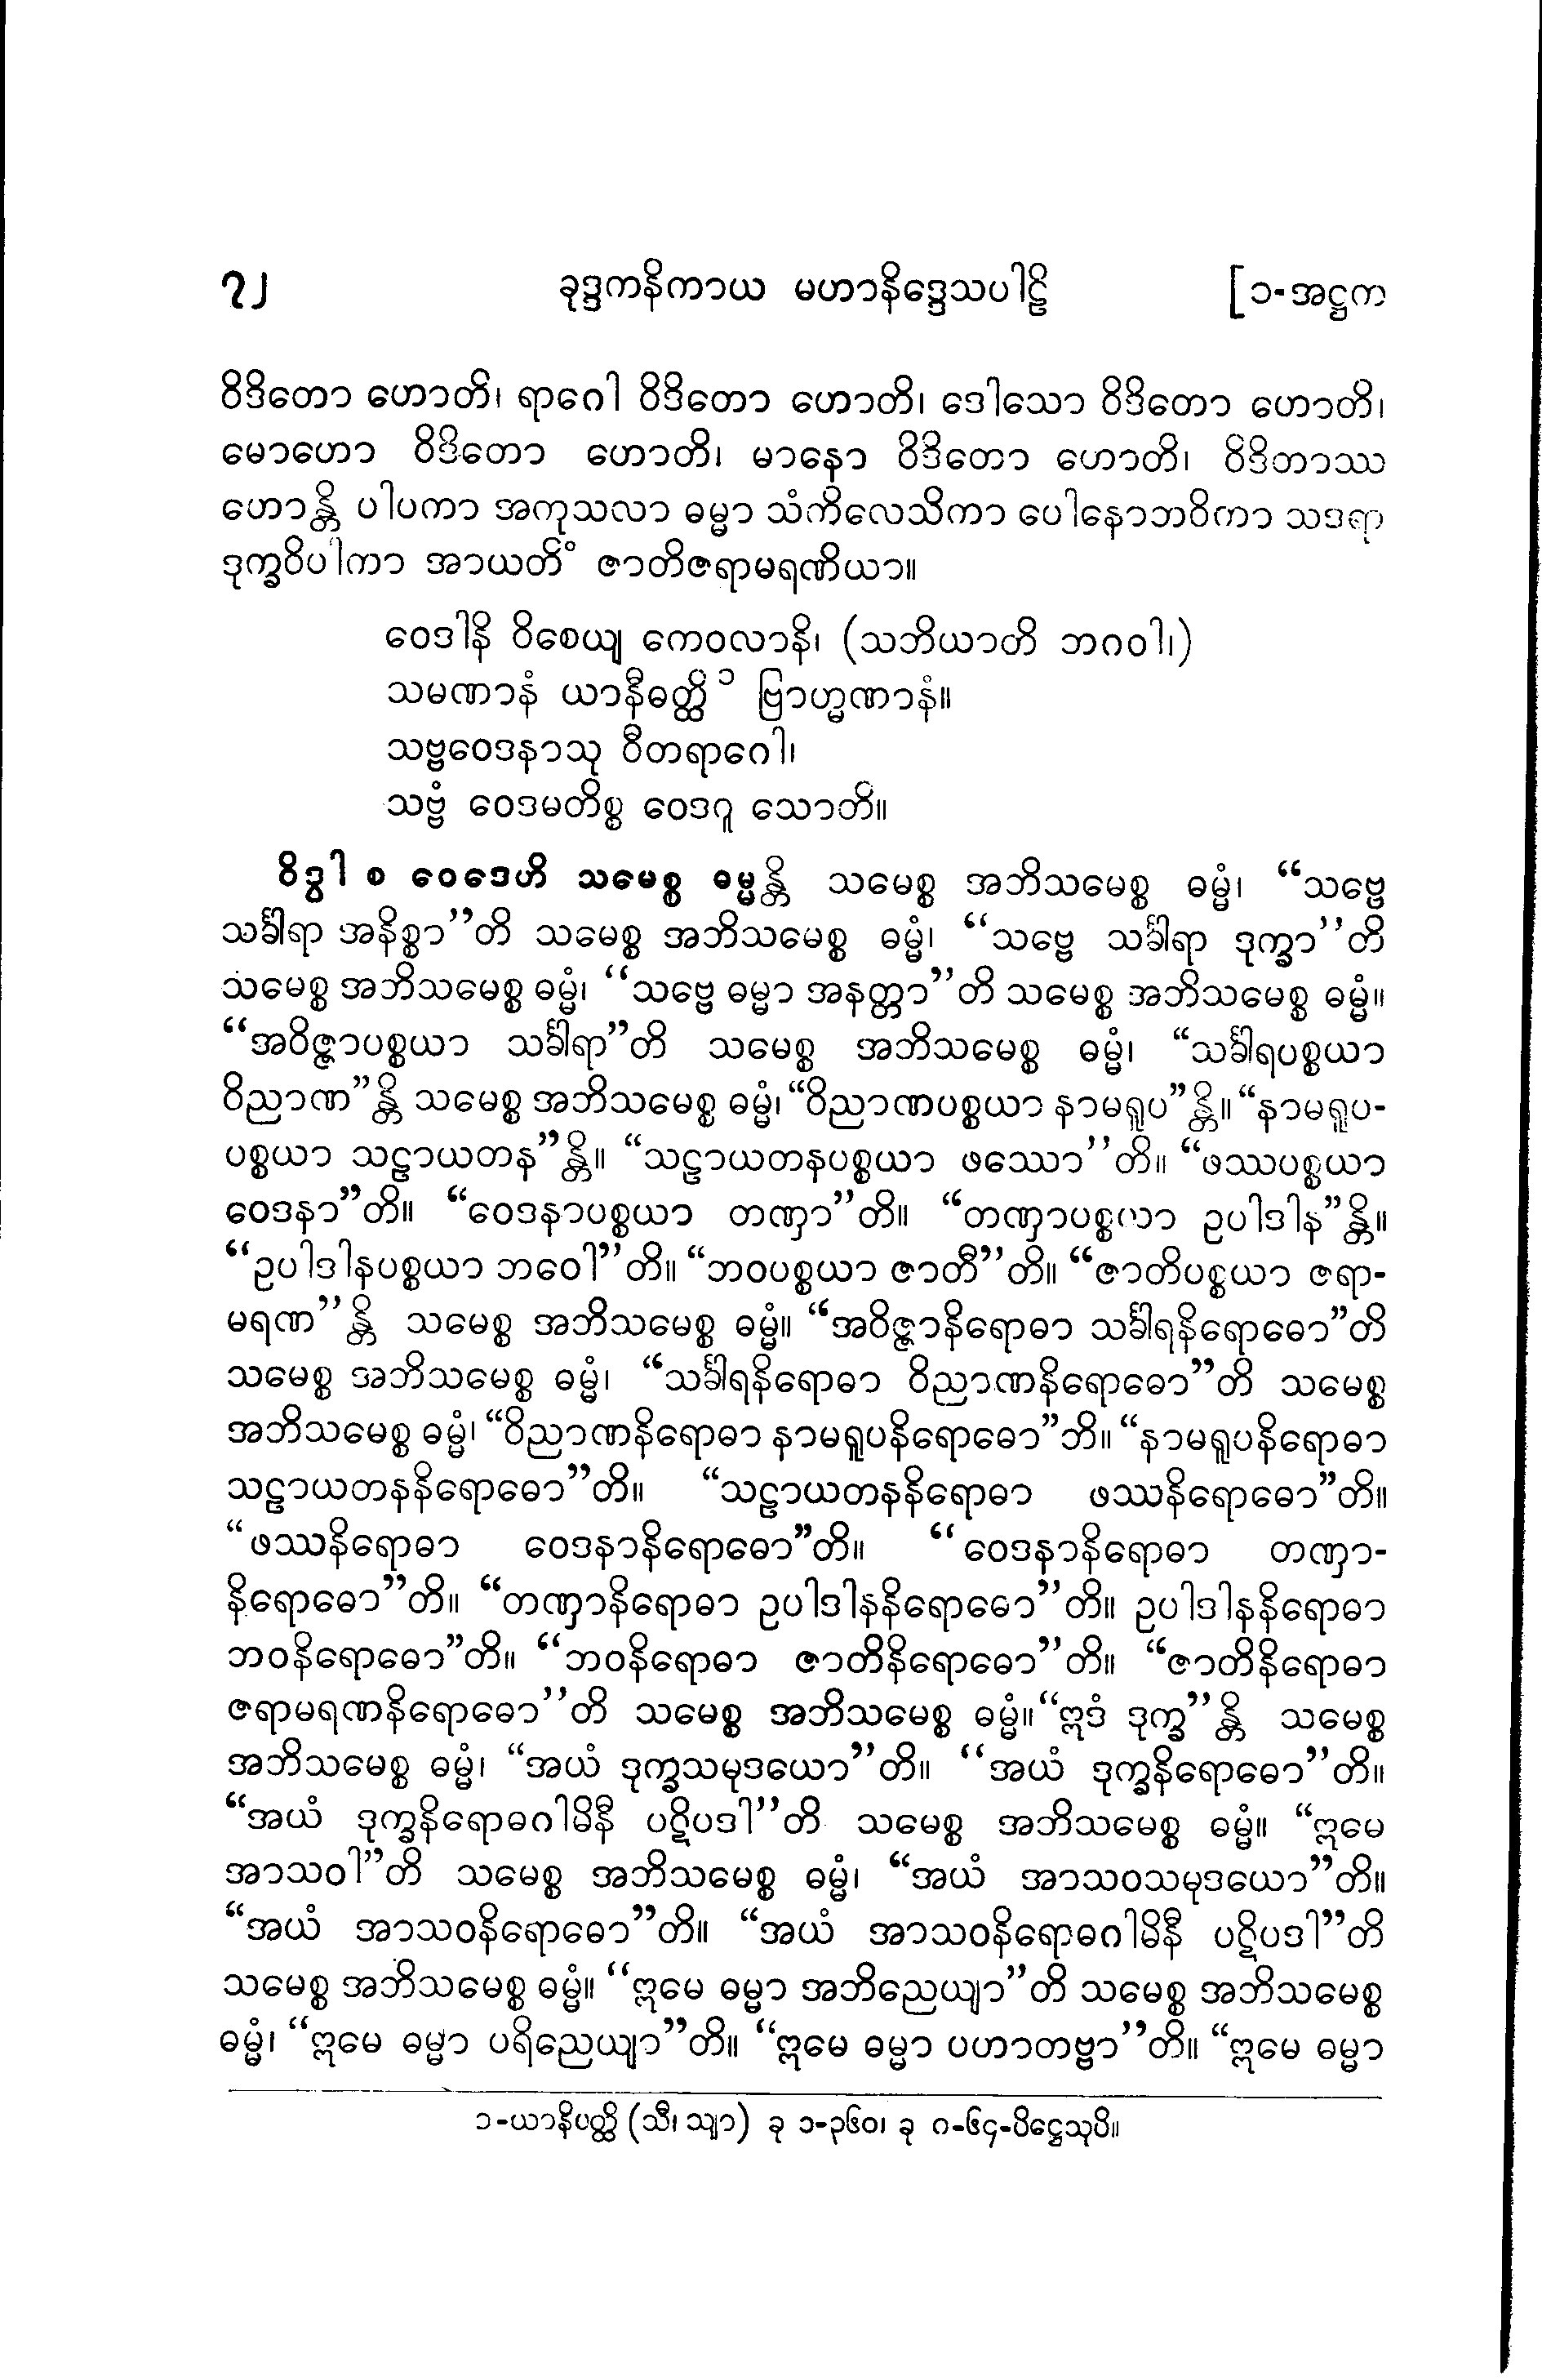 ၇၂ ခုဒ္ဒကနိကာယ မဟာနိဒ္ဒေသပါဠိ [၁-အဋ္ဌက
ဝိဒိတော ဟောတိ၊ ရာဂေါ ဝိဒိတော ဟောတိ၊ ဒေါသော ဝိဒိတော ဟောတိ၊
မောဟော ဝိဒိတော ဟောတိ၊ မာနော ဝိဒိတော ဟောတိ၊ ဝိဒိတာဿ
ဟောန္တိ ပါပကာ အကုသလာ ဓမ္မာ သံကိလေသိကာ ပေါနောဘဝိကာ သဒရာ
ဒုက္ခဝိပါကာ အာယတိံ ဇာတိဇရာမရဏိယာ။
ဝေဒါနိ ဝိစေယျ ကေဝလာနိ၊ (သဘိယာတိ ဘဂဝါ၊)
သမဏာနံ ယာနီဓတ္ထိ ၁ ဗြာဟ္မဏာနံ။
သဗ္ဗဝေဒနာသု ဝီတရာဂေါ၊
သဗ္ဗံ ဝေဒမတိစ္စ ဝေဒဂူ သောတိ။
ဝိဒွါ စ ဝေဒေဟိ သမေစ္စ ဓမ္မန္တိ သမေစ္စ အဘိသမေစ္စ ဓမ္မံ၊ “သဗ္ဗေ
သင်္ခါရာ အနိစ္စာ”တိ သမေစ္စ အဘိသမေစ္စ ဓမ္မံ၊ “သဗ္ဗေ သင်္ခါရာ ဒုက္ခာ”တိ
သမေစ္စ အဘိသမေစ္စ ဓမ္မံ၊ “သဗ္ဗေ ဓမ္မာ အနတ္တာ”တိ သမေစ္စ အဘိသမေစ္စ ဓမ္မံ။
“အဝိဇ္ဇာပစ္စယာ သင်္ခါရာ”တိ သမေစ္စ အဘိသမေစ္စ ဓမ္မံ၊ “သင်္ခါရပစ္စယာ
ဝိညာဏ”န္တိ သမေစ္စ အဘိသမေစ္စ ဓမ္မံ၊ “ဝိညာဏပစ္စယာ နာမရူပ”န္တိ။ “နာမရူပ-
ပစ္စယာ သဠာယတန”န္တိ။ “သဠာယတနပစ္စယာ ဖဿော”တိ။ “ဖဿပစ္စယာ
ဝေဒနာ”တိ။ “ဝေဒနာပစ္စယာ တဏှာ”တိ။ “တဏှာပစ္စယာ ဥပါဒါန”န္တိ။
“ဥပါဒါနပစ္စယာ ဘဝေါ”တိ။ “ဘဝပစ္စယာ ဇာတီ”တိ။ “ဇာတိပစ္စယာ ဇရာ-
မရဏ”န္တိ သမေစ္စ အဘိသမေစ္စ ဓမ္မံ။ “အဝိဇ္ဇာနိရောဓာ သင်္ခါရနိရောဓော”တိ
သမေစ္စ အဘိသမေစ္စ ဓမ္မံ၊ “သင်္ခါရနိရောဓာ ဝိညာဏနိရောဓော”တိ သမေစ္စ
အဘိသမေစ္စ ဓမ္မံ၊ “ဝိညာဏနိရောဓာ နာမရူပနိရောဓော”ဘိ။ “နာမရူပနိရောဓာ
သဠာယတနနိရောဓော”တိ။ “သဠာယတနနိရောဓာ ဖဿနိရောဓော”တိ။
“ဖဿနိရောဓာ ဝေဒနာနိရောဓော”တိ။ “ဝေဒနာနိရောဓာ တဏှာ-
နိရောဓော”တိ။ “တဏှာနိရောဓာ ဥပါဒါနနိရောဓော”တိ။ ဥပါဒါနနိရောဓာ
ဘဝနိရောဓော”တိ။ “ဘဝနိရောဓာ ဇာတိနိရောဓော”တိ။ “ဇာတိနိရောဓာ
ဇရာမရဏနိရောဓော”တိ သမေစ္စ အဘိသမေစ္စ ဓမ္မံ။ “ဣဒံ ဒုက္ခ”န္တိ သမေစ္စ
အဘိသမေစ္စ ဓမ္မံ၊ “အယံ ဒုက္ခသမုဒယော”တိ။ “အယံ ဒုက္ခနိရောဓော”တိ။
“အယံ ဒုက္ခနိရောဓဂါမိနီ ပဋိပဒါ”တိ သမေစ္စ အဘိသမေစ္စ ဓမ္မံ။ “ဣမေ
အာသဝါ”တိ သမေစ္စ အဘိသမေစ္စ ဓမ္မံ၊ “အယံ အာသဝသမုဒယော”တိ။
“အယံ အာသဝနိရောဓော”တိ။ “အယံ အာသဝနိရောဓဂါမိနီ ပဋိပဒါ”တိ
သမေစ္စ အဘိသမေစ္စ ဓမ္မံ။ “ဣမေ ဓမ္မာ အဘိညေယျာ”တိ သမေစ္စ အဘိသမေစ္စ
ဓမ္မံ၊ “ဣမေ ဓမ္မာ ပရိညေယျာ”တိ။ “ဣမေ ဓမ္မာ ပဟာတဗ္ဗာ”တိ။ “ဣမေ ဓမ္မာ
၁-ယာနိပတ္ထိ (သီ၊ သျာ) ခု ၁-၃၆၀၊ ခု ၈-၆၄-ပိဋ္ဌေသုပိ။